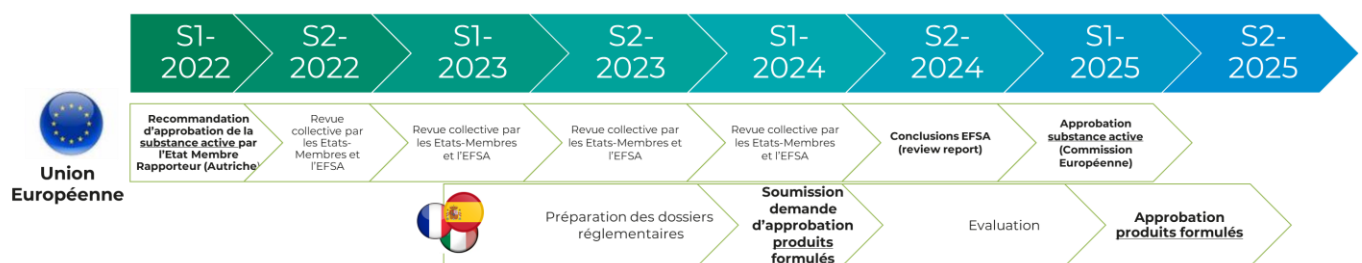 S1-
2022
S2-
2022
S1-
2023
S2-
2023
S1-
2024
S2-
2024
S1-
2025
S2-
2025
Union
Européenne
Recommandation
d'approbation de la
substance active par
l'Etat Membre
Rapporteur (Autriche)
Revue
collective par
les Etats-
Membres et
l'EFSA
Revue collective par
les Etats-Membres
et l'EFSA
Revue collective par
les Etats-Membres
et l'EFSA
Revue collective par
les Etats-Membres
et l'EFSA
Conclusions EFSA
(review report)
Approbation
substance active
(Commission
Européenne)
Préparation des dossiers
réglementaires
Soumission
demande
d'approbation
produits
formulés
Evaluation
Approbation
produits formulés